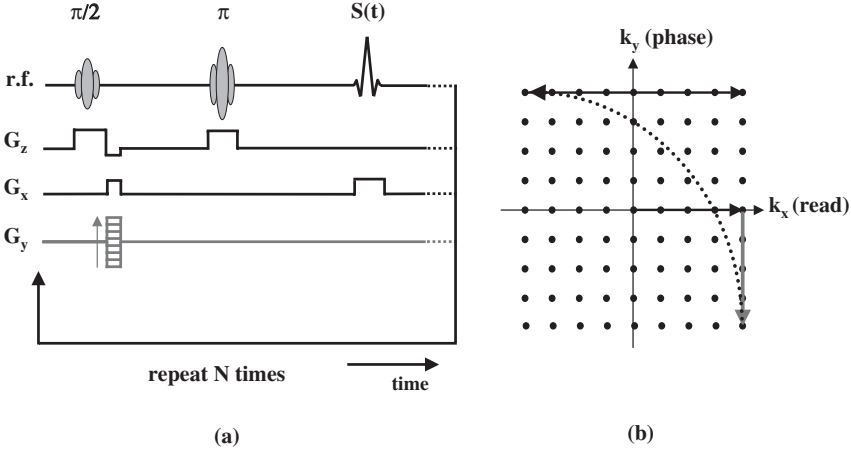 π/2 π S(t)
r.f.
G_z
G_x
G_y
repeat N times
time
(a)
k_y (phase)
k_x (read)
(b)